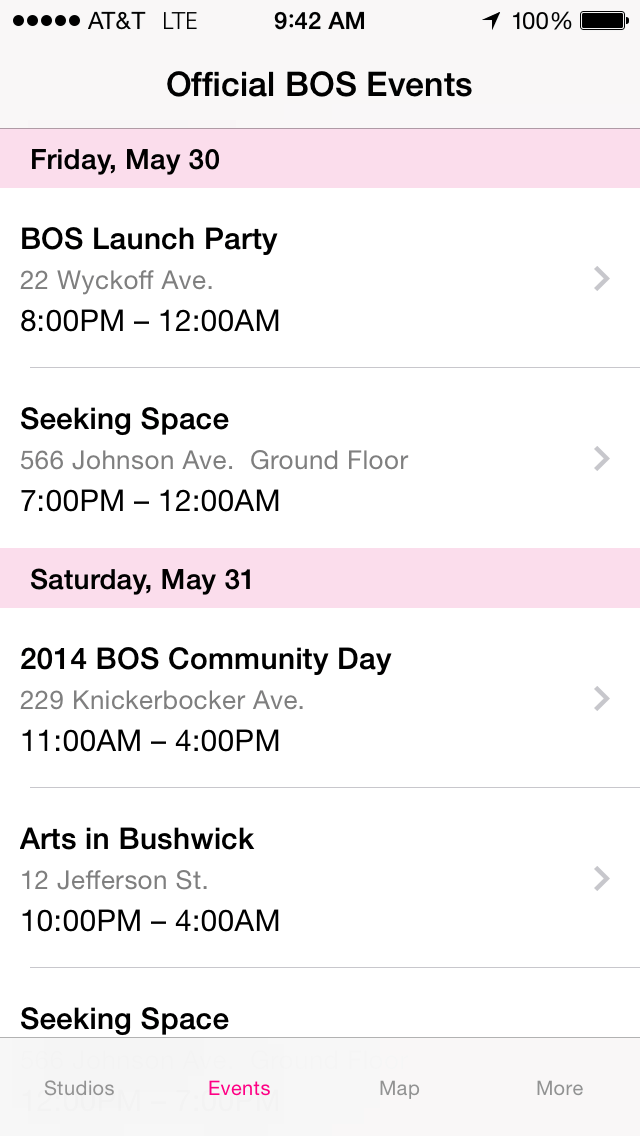 AT&T LTE 9:42 AM 100%
Official BOS Events
Friday, May 30
BOS Launch Party
22 Wyckoff Ave.
8:00PM – 12:00AM
Seeking Space
566 Johnson Ave.  Ground Floor
7:00PM – 12:00AM
Saturday, May 31
2014 BOS Community Day
229 Knickerbocker Ave.
11:00AM – 4:00PM
Arts in Bushwick
12 Jefferson St.
10:00PM – 4:00AM
Seeking Space
Studios Events Map More